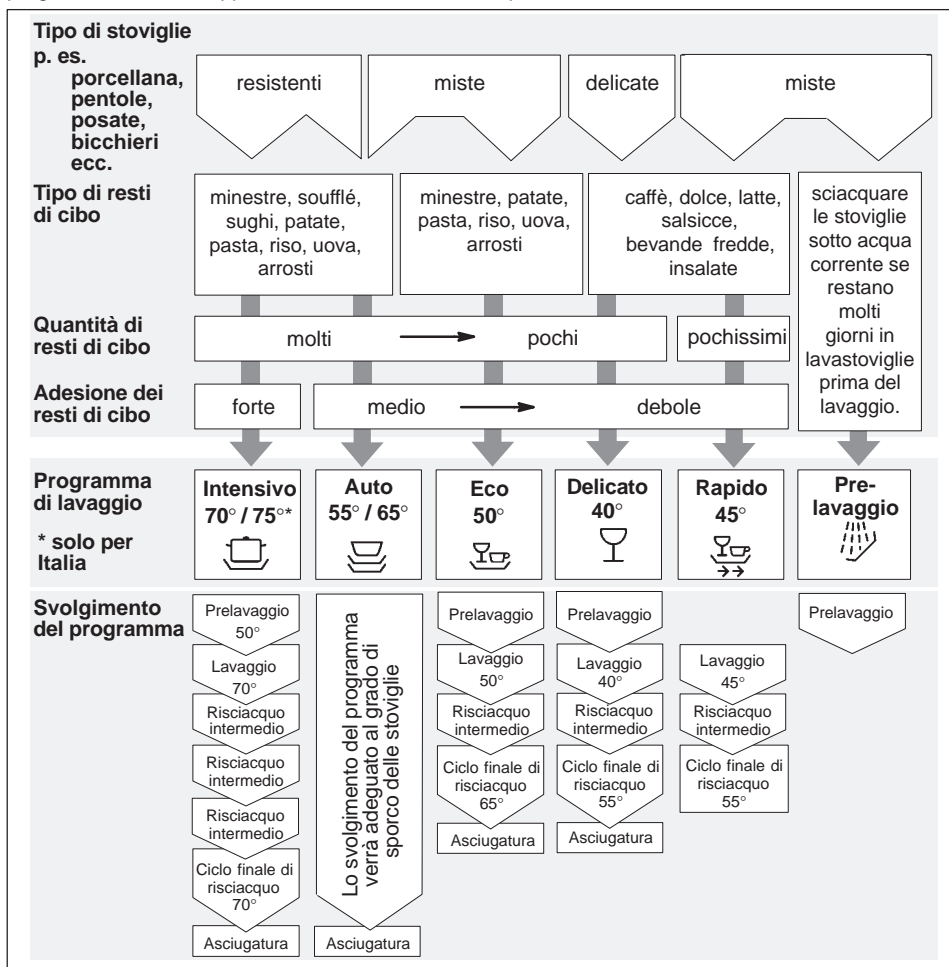 Tipo di stoviglie
p. es.
porcellana,
pentole,
posate,
bicchieri
ecc.
resistenti
miste
delicate
miste
Tipo di resti
di cibo
minestre, soufflé,
sughi, patate,
pasta, riso, uova,
arrosti
minestre, patate,
pasta, riso, uova,
arrosti
caffè, dolce, latte,
salsicce,
bevande fredde,
insalate
sciacquare
le stoviglie
sotto acqua
corrente se
restano
molti
giorni in
lavastoviglie
prima del
lavaggio.
Quantità di
resti di cibo
molti
pochi
pochissimi
Adesione dei
resti di cibo
forte
medio
debole
Programma
di lavaggio
* solo per
Italia
Intensivo
70° / 75°*
Auto
55° / 65°
Eco
50°
Delicato
40°
Rapido
45°
Pre-
lavaggio
Svolgimento
del programma
Prelavaggio
50°
Lavaggio
70°
Risciacquo
intermedio
Risciacquo
intermedio
Risciacquo
intermedio
Ciclo finale di
risciacquo
70°
Asciugatura
Lo svolgimento del programma
verrà adeguato al grado di
sporco delle stoviglie
Asciugatura
Prelavaggio
Lavaggio
50°
Risciacquo
intermedio
Ciclo finale di
risciacquo
65°
Asciugatura
Prelavaggio
Lavaggio
40°
Risciacquo
intermedio
Ciclo finale di
risciacquo
55°
Asciugatura
Lavaggio
45°
Risciacquo
intermedio
Ciclo finale di
risciacquo
55°
Prelavaggio